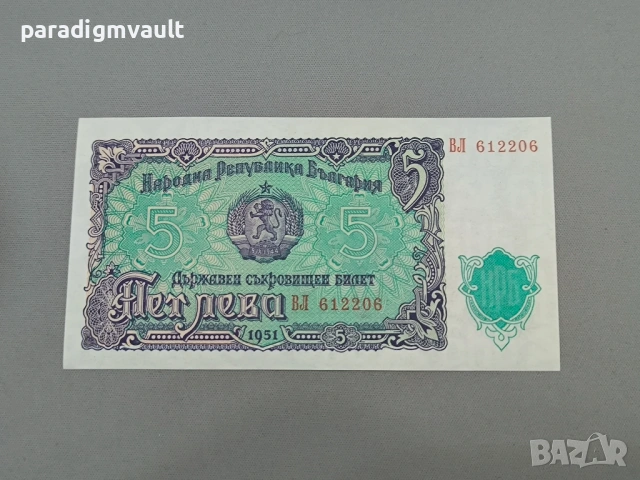 paradigmvault
ВЛ 612206
5
Народна Република България
5 5
Държавен съкровищен билет
Пет лева ВЛ 612206
1951
5
НРБ
BAZAR